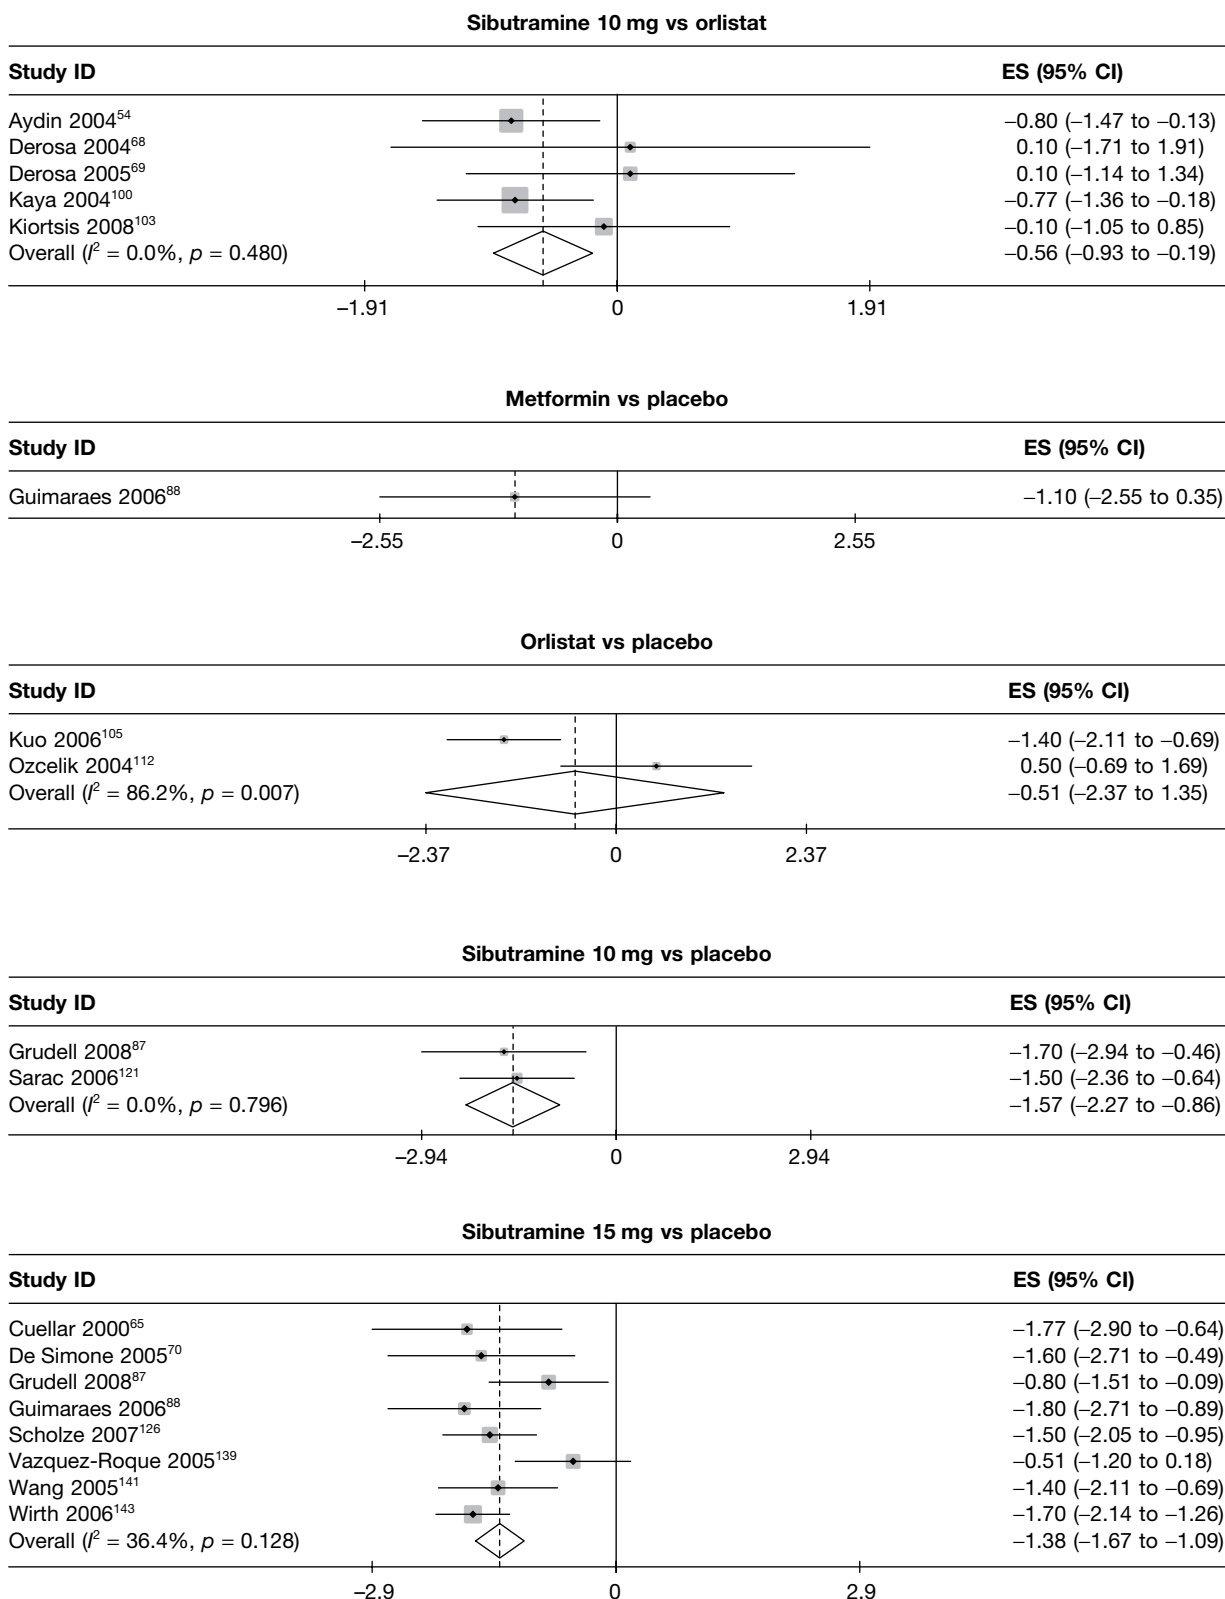 Sibutramine 10 mg vs orlistat
Study ID ES (95% CI)
Aydin 2004⁵⁴ −0.80 (−1.47 to −0.13)
Derosa 2004⁶⁸ 0.10 (−1.71 to 1.91)
Derosa 2005⁶⁹ 0.10 (−1.14 to 1.34)
Kaya 2004¹⁰⁰ −0.77 (−1.36 to −0.18)
Kiortsis 2008¹⁰³ −0.10 (−1.05 to 0.85)
Overall (I² = 0.0%, p = 0.480) −0.56 (−0.93 to −0.19)
−1.91 0 1.91
Metformin vs placebo
Study ID ES (95% CI)
Guimaraes 2006⁸⁸ −1.10 (−2.55 to 0.35)
−2.55 0 2.55
Orlistat vs placebo
Study ID ES (95% CI)
Kuo 2006¹⁰⁵ −1.40 (−2.11 to −0.69)
Ozcelik 2004¹¹² 0.50 (−0.69 to 1.69)
Overall (I² = 86.2%, p = 0.007) −0.51 (−2.37 to 1.35)
−2.37 0 2.37
Sibutramine 10 mg vs placebo
Study ID ES (95% CI)
Grudell 2008⁸⁷ −1.70 (−2.94 to −0.46)
Sarac 2006¹²¹ −1.50 (−2.36 to −0.64)
Overall (I² = 0.0%, p = 0.796) −1.57 (−2.27 to −0.86)
−2.94 0 2.94
Sibutramine 15 mg vs placebo
Study ID ES (95% CI)
Cuellar 2000⁶⁵ −1.77 (−2.90 to −0.64)
De Simone 2005⁷⁰ −1.60 (−2.71 to −0.49)
Grudell 2008⁸⁷ −0.80 (−1.51 to −0.09)
Guimaraes 2006⁸⁸ −1.80 (−2.71 to −0.89)
Scholze 2007¹²⁶ −1.50 (−2.05 to −0.95)
Vazquez-Roque 2005¹³⁹ −0.51 (−1.20 to 0.18)
Wang 2005¹⁴¹ −1.40 (−2.11 to −0.69)
Wirth 2006¹⁴³ −1.70 (−2.14 to −1.26)
Overall (I² = 36.4%, p = 0.128) −1.38 (−1.67 to −1.09)
−2.9 0 2.9